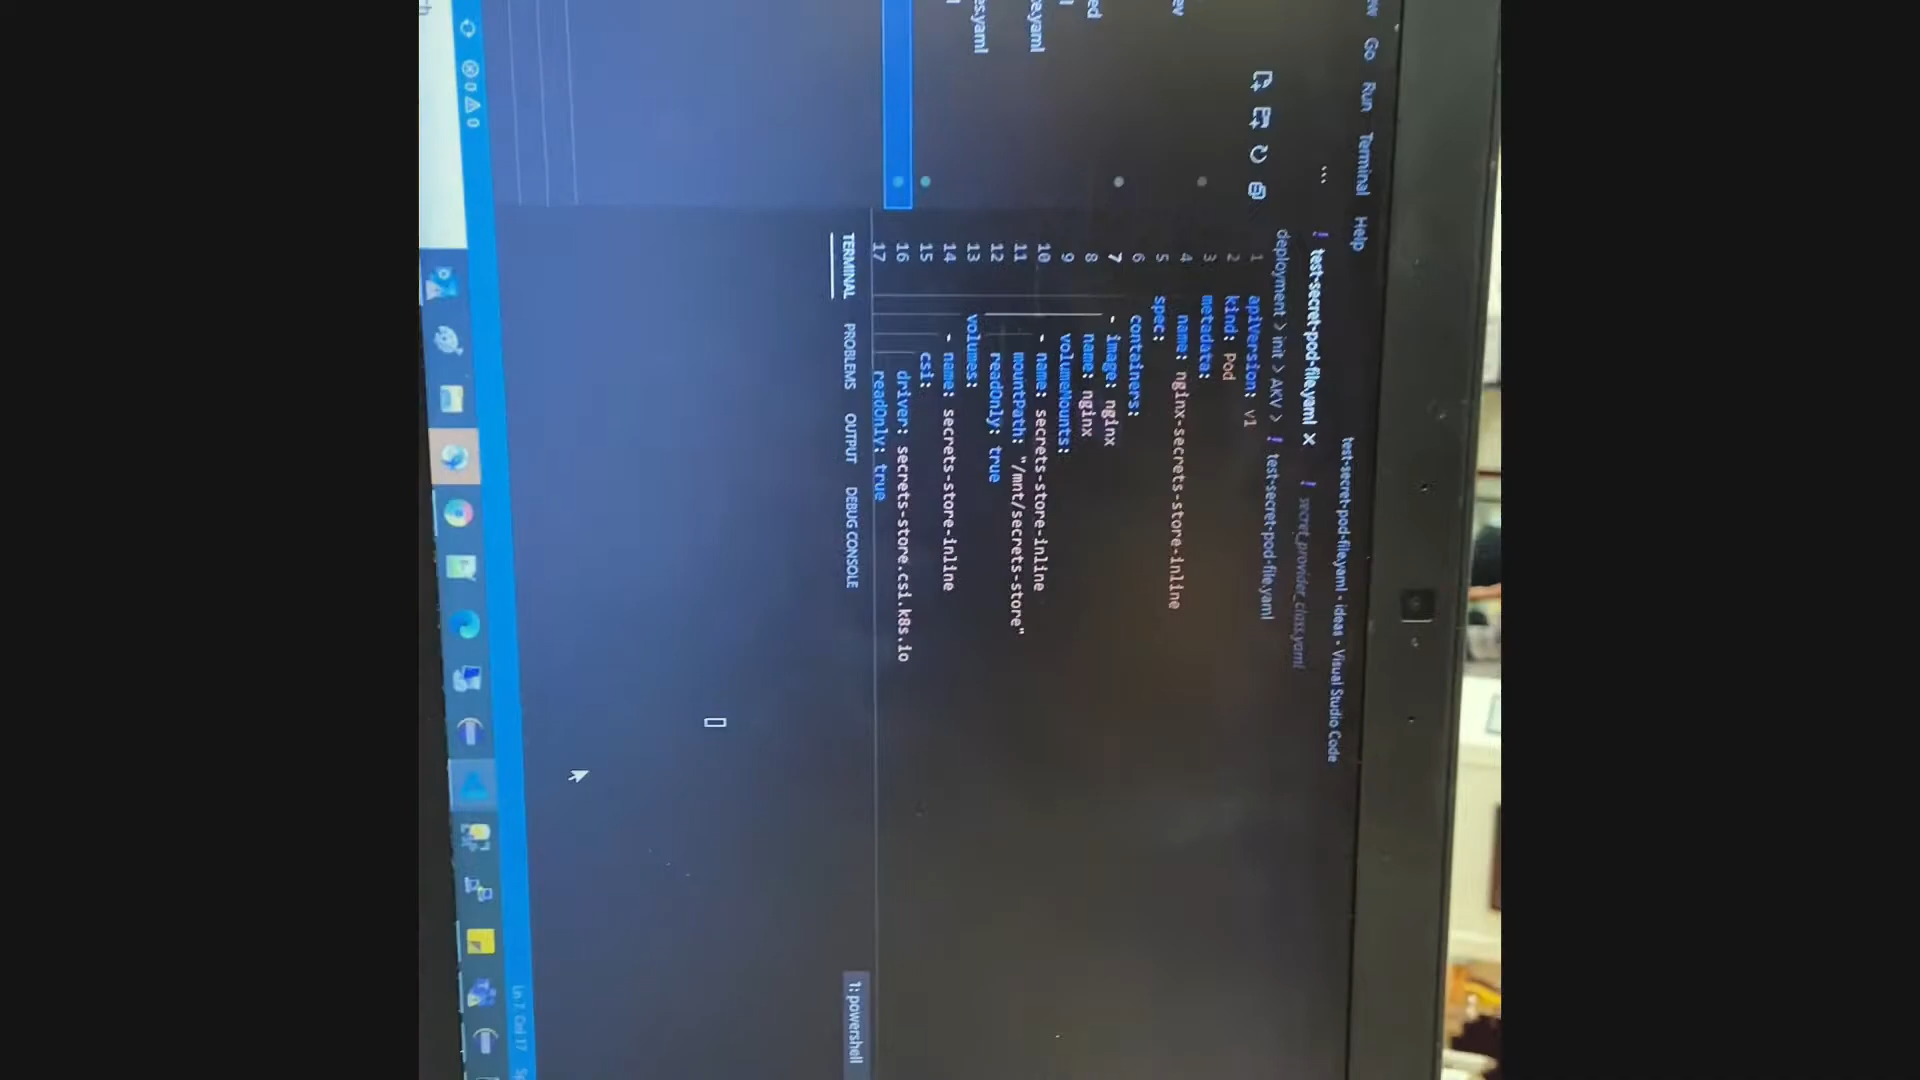 Go Run Terminal Help
test-secret-pod-file.yaml - ideas - Visual Studio Code
... ! test-secret-pod-file.yaml × ! secret_provider_class.yaml
deployment > init > AKV > ! test-secret-pod-file.yaml
1 apiVersion: v1
2 kind: Pod
3 metadata:
4 name: nginx-secrets-store-inline
5 spec:
6 containers:
7 - image: nginx
8 name: nginx
9 volumeMounts:
10 - name: secrets-store-inline
11 mountPath: "/mnt/secrets-store"
12 readOnly: true
13 volumes:
14 - name: secrets-store-inline
15 csi:
16 driver: secrets-store.csi.k8s.io
17 readOnly: true
TERMINAL PROBLEMS OUTPUT DEBUG CONSOLE 1: powershell
0 0 Ln 7, Col 17